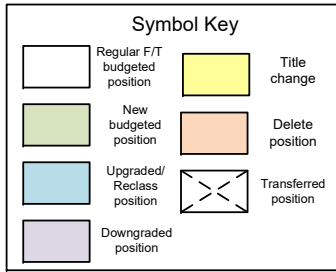 Symbol Key
Regular F/T
budgeted
position
Title
change
New
budgeted
position
Delete
position
Upgraded/
Reclass
position
Transferred
position
Downgraded
position